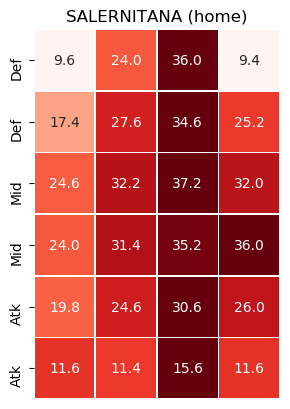 SALERNITANA (home)
Def 9.6 24.0 36.0 9.4
Def 17.4 27.6 34.6 25.2
Mid 24.6 32.2 37.2 32.0
Mid 24.0 31.4 35.2 36.0
Atk 19.8 24.6 30.6 26.0
Atk 11.6 11.4 15.6 11.6